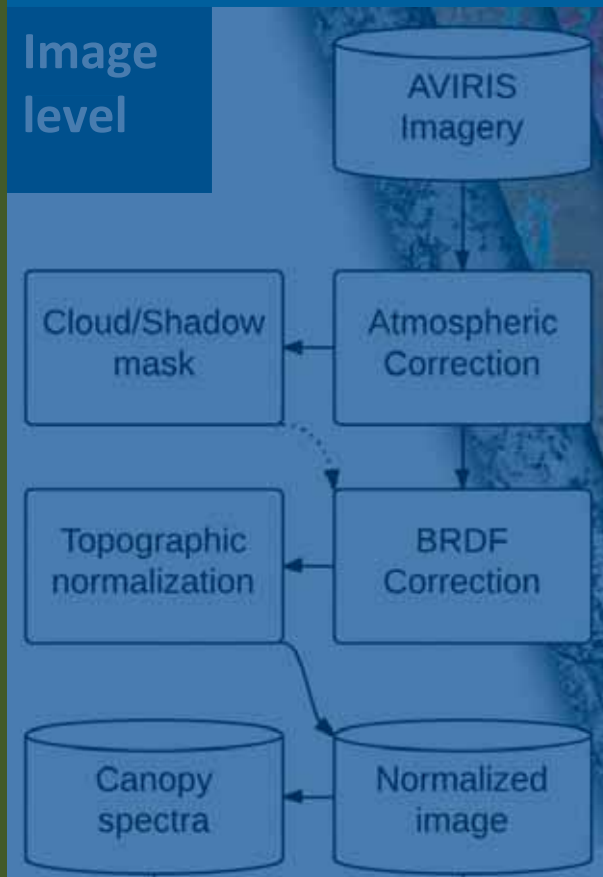 Image
level
AVIRIS
Imagery
Cloud/Shadow
mask
Atmospheric
Correction
Topographic
normalization
BRDF
Correction
Canopy
spectra
Normalized
image